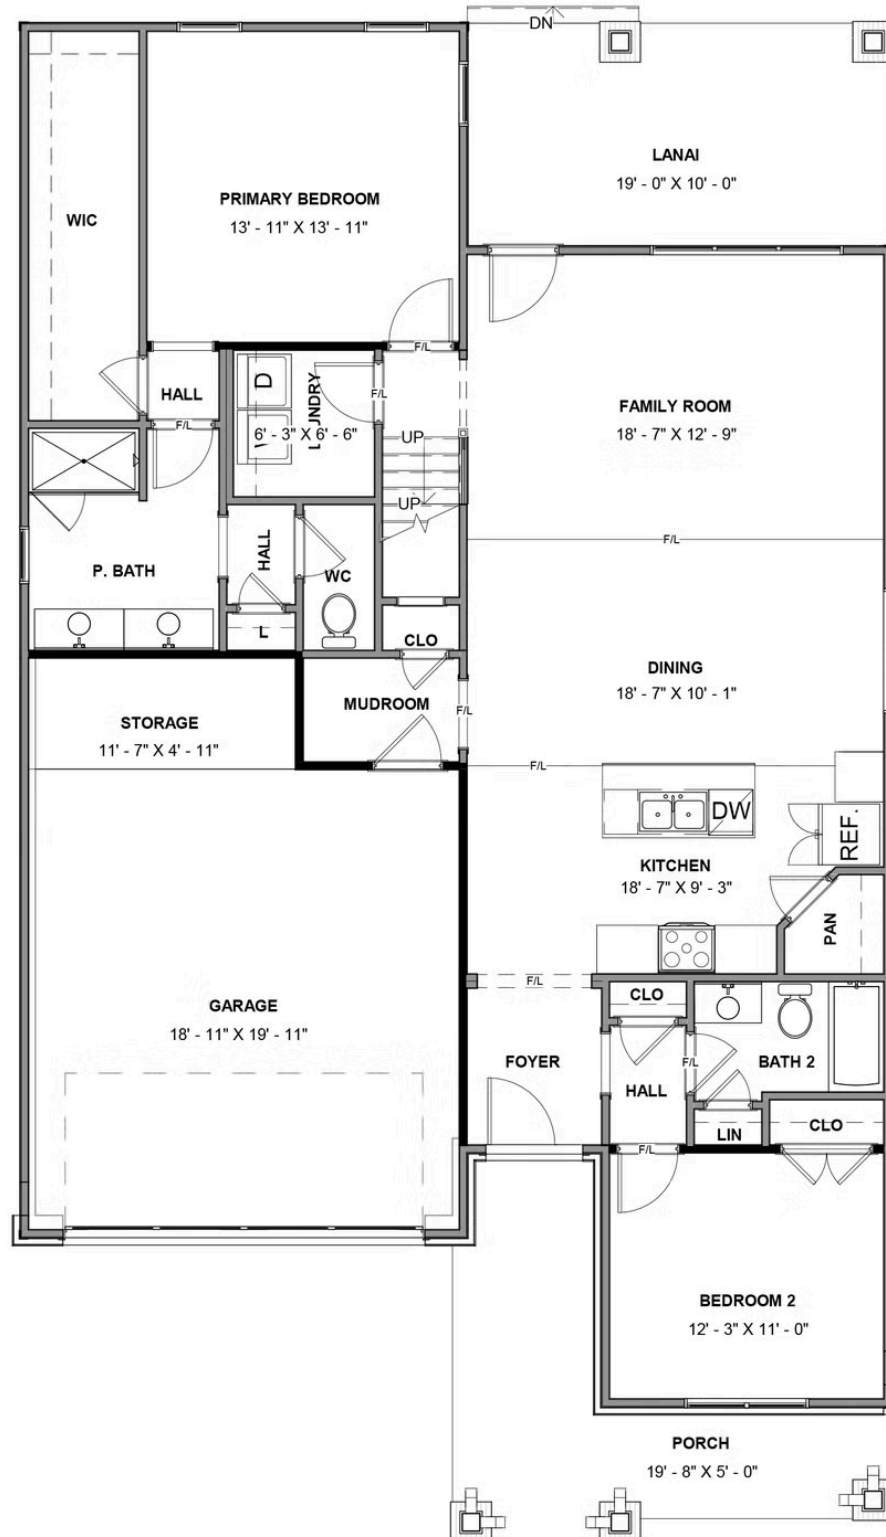 DN
LANAI
19' - 0" X 10' - 0"
PRIMARY BEDROOM
13' - 11" X 13' - 11"
WIC
F/L
HALL
F/L
D
LAUNDRY
6' - 3" X 6' - 6"
F/L
FAMILY ROOM
18' - 7" X 12' - 9"
UP
UP
F/L
HALL
WC
P. BATH
L
CLO
DINING
18' - 7" X 10' - 1"
MUDROOM
F/L
STORAGE
11' - 7" X 4' - 11"
F/L
DW
REF.
KITCHEN
18' - 7" X 9' - 3"
PAN
F/L
CLO
GARAGE
18' - 11" X 19' - 11"
FOYER
HALL
F/L
BATH 2
LIN
CLO
F/L
BEDROOM 2
12' - 3" X 11' - 0"
PORCH
19' - 8" X 5' - 0"